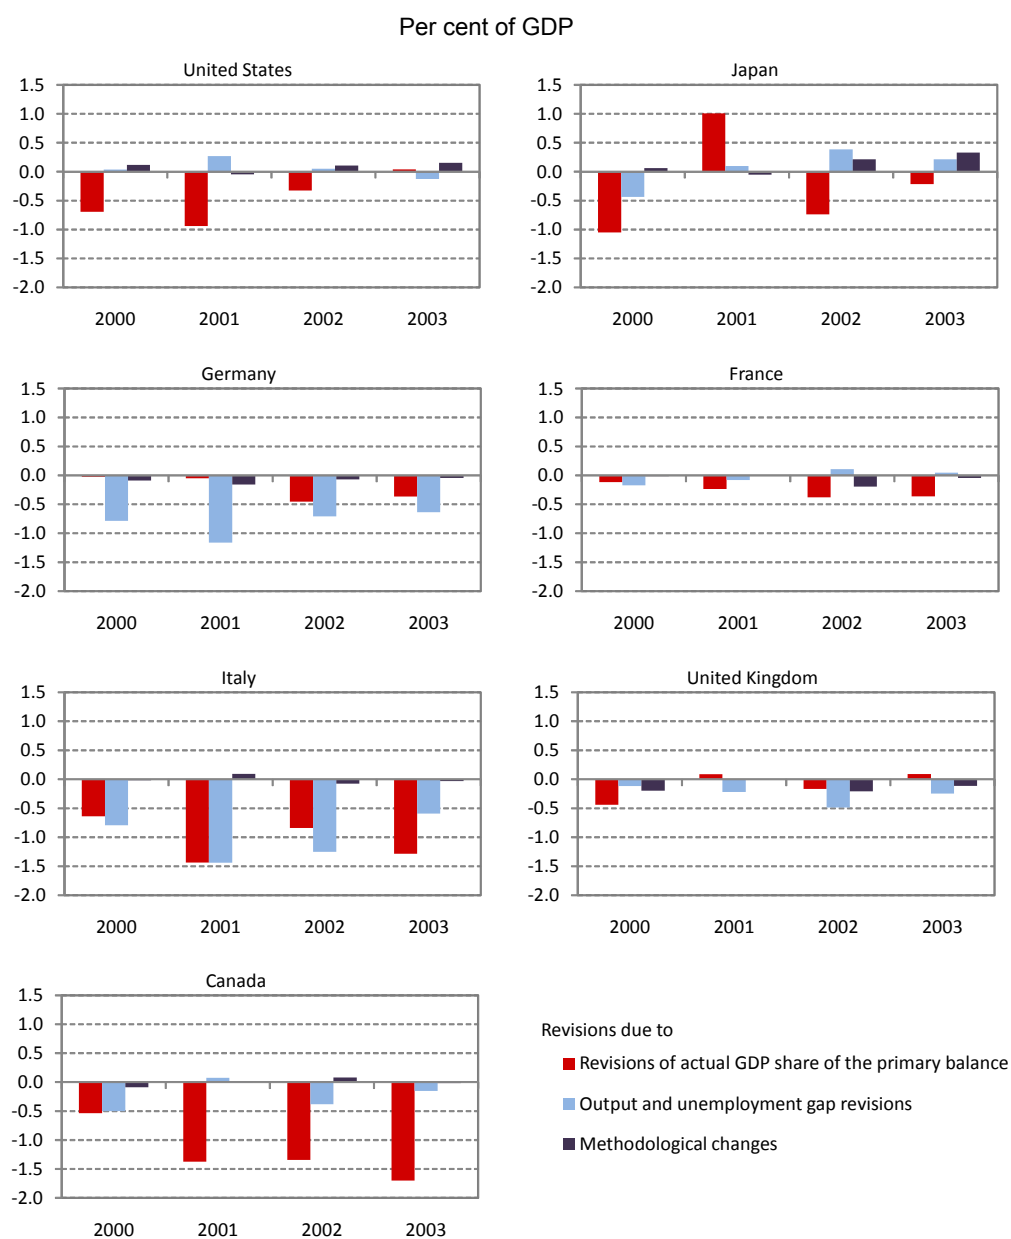 Per cent of GDP
United States
1.5
1.0
0.5
0.0
-0.5
-1.0
-1.5
-2.0
2000 2001 2002 2003
Japan
1.5
1.0
0.5
0.0
-0.5
-1.0
-1.5
-2.0
2000 2001 2002 2003
Germany
1.5
1.0
0.5
0.0
-0.5
-1.0
-1.5
-2.0
2000 2001 2002 2003
France
1.5
1.0
0.5
0.0
-0.5
-1.0
-1.5
-2.0
2000 2001 2002 2003
Italy
1.5
1.0
0.5
0.0
-0.5
-1.0
-1.5
-2.0
2000 2001 2002 2003
United Kingdom
1.5
1.0
0.5
0.0
-0.5
-1.0
-1.5
-2.0
2000 2001 2002 2003
Canada
1.5
1.0
0.5
0.0
-0.5
-1.0
-1.5
-2.0
2000 2001 2002 2003
Revisions due to
Revisions of actual GDP share of the primary balance
Output and unemployment gap revisions
Methodological changes